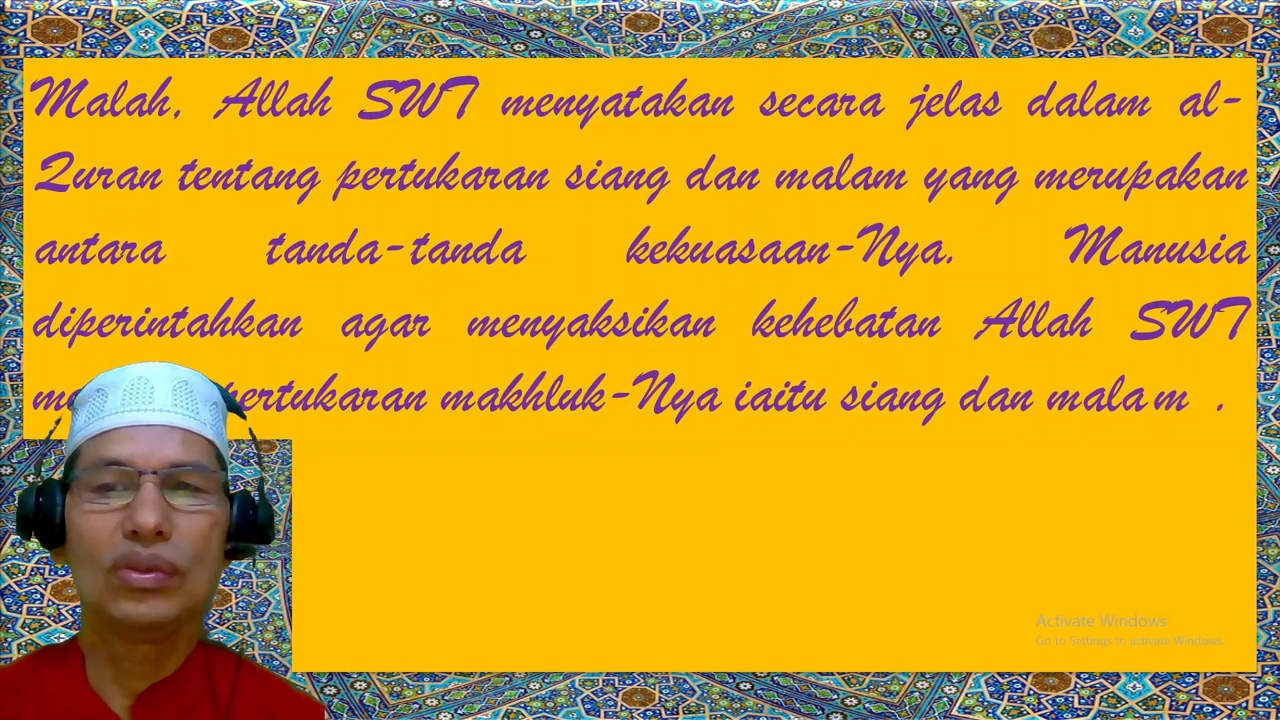 Malah, Allah SWT menyatakan secara jelas dalam al-
Quran tentang pertukaran siang dan malam yang merupakan
antara tanda-tanda kekuasaan-Nya. Manusia
diperintahkan agar menyaksikan kehebatan Allah SWT
pertukaran makhluk-Nya iaitu siang dan malam .
Activate Windows
Go to Settings to activate Windows.